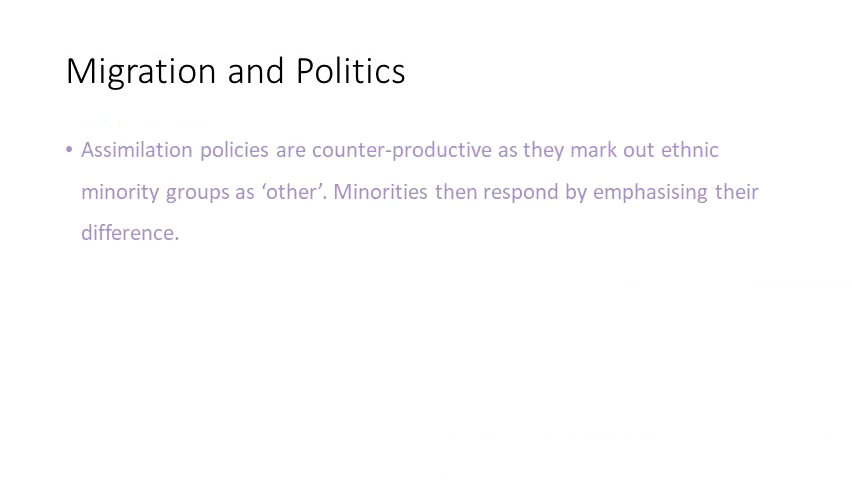 Migration and Politics
• Assimilation policies are counter-productive as they mark out ethnic
minority groups as ‘other’. Minorities then respond by emphasising their
difference.